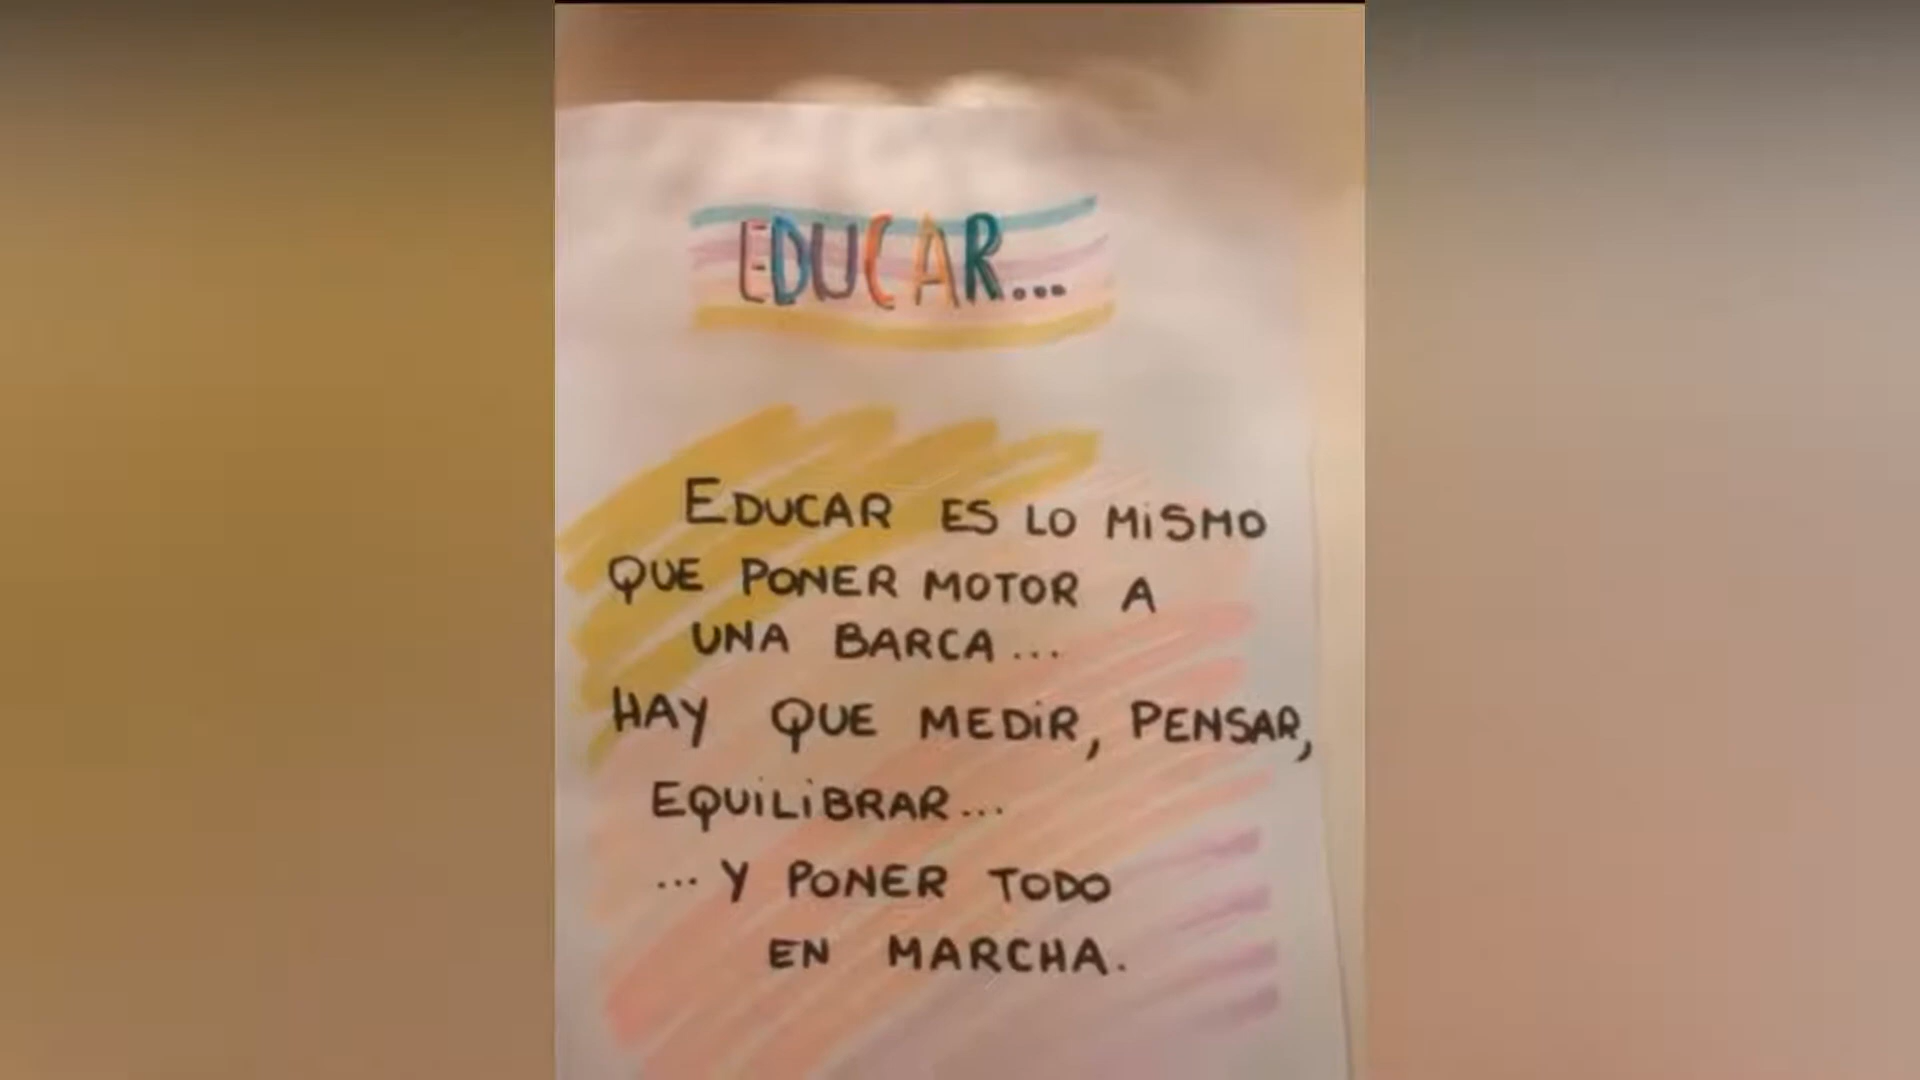 EDUCAR...
EDUCAR ES LO MISMO
QUE PONER MOTOR A
UNA BARCA...
HAY QUE MEDIR, PENSAR,
EQUILIBRAR...
... Y PONER TODO
EN MARCHA.